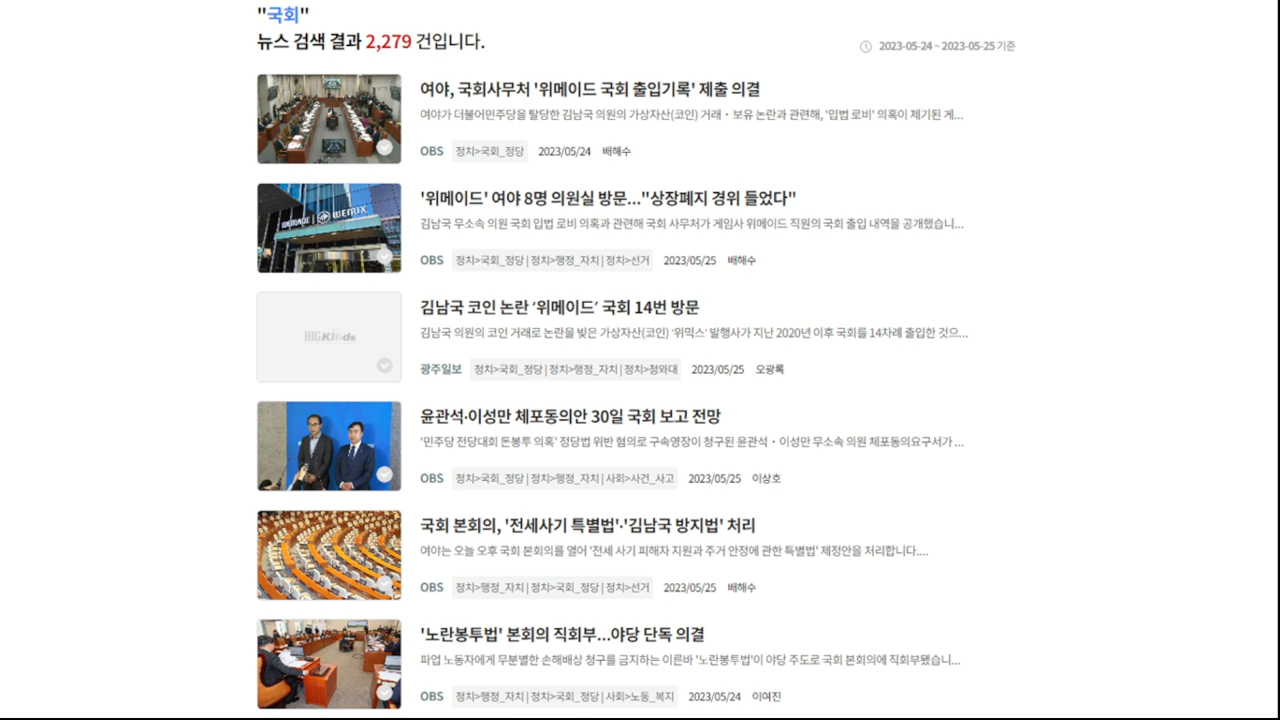 "국회"
뉴스 검색 결과 2,279 건입니다.
2023-05-24 ~ 2023-05-25 기준
여야, 국회사무처 '위메이드 국회 출입기록' 제출 의결
여야가 더불어민주당을 탈당한 김남국 의원의 가상자산(코인) 거래・보유 논란과 관련해, '입법 로비' 의혹이 제기된 게...
OBS 정치>국회_정당 2023/05/24 배해수
WEMADE | WEMIX
'위메이드' 여야 8명 의원실 방문..."상장폐지 경위 들었다"
김남국 무소속 의원 국회 입법 로비 의혹과 관련해 국회 사무처가 게임사 위메이드 직원의 국회 출입 내역을 공개했습니...
OBS 정치>국회_정당 | 정치>행정_자치 | 정치>선거 2023/05/25 배해수
BIGKinds
김남국 코인 논란 ‘위메이드’ 국회 14번 방문
김남국 의원의 코인 거래로 논란을 빚은 가상자산(코인) ‘위믹스’ 발행사가 지난 2020년 이후 국회를 14차례 출입한 것으...
광주일보 정치>국회_정당 | 정치>행정_자치 | 정치>청와대 2023/05/25 오광록
윤관석·이성만 체포동의안 30일 국회 보고 전망
'민주당 전당대회 돈봉투 의혹' 정당법 위반 혐의로 구속영장이 청구된 윤관석・이성만 무소속 의원 체포동의요구서가 ...
OBS 정치>국회_정당 | 정치>행정_자치 | 사회>사건_사고 2023/05/25 이상호
국회 본회의, '전세사기 특별법'·'김남국 방지법' 처리
여야는 오늘 오후 국회 본회의를 열어 '전세 사기 피해자 지원과 주거 안정에 관한 특별법' 제정안을 처리합니다....
OBS 정치>행정_자치 | 정치>국회_정당 | 정치>선거 2023/05/25 배해수
'노란봉투법' 본회의 직회부...야당 단독 의결
파업 노동자에게 무분별한 손해배상 청구를 금지하는 이른바 '노란봉투법'이 야당 주도로 국회 본회의에 직회부됐습니...
OBS 정치>행정_자치 | 정치>국회_정당 | 사회>노동_복지 2023/05/24 이여진